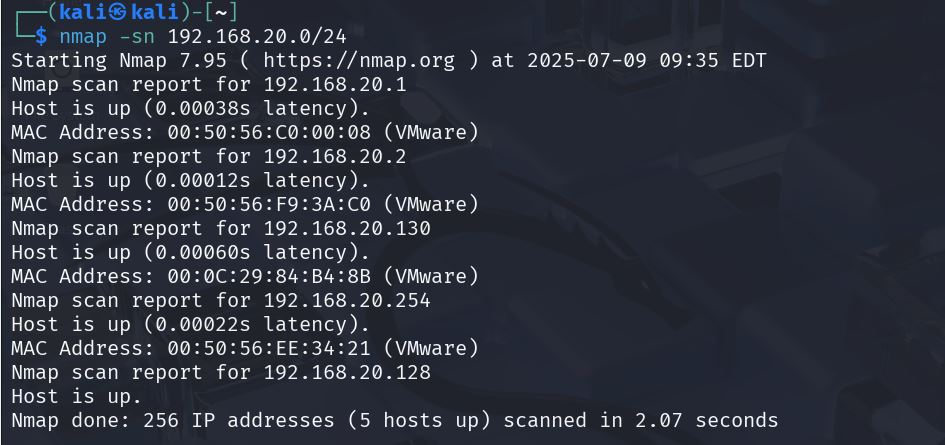 ┌──(kali㉿kali)-[~]
└─$ nmap -sn 192.168.20.0/24
Starting Nmap 7.95 ( https://nmap.org ) at 2025-07-09 09:35 EDT
Nmap scan report for 192.168.20.1
Host is up (0.00038s latency).
MAC Address: 00:50:56:C0:00:08 (VMware)
Nmap scan report for 192.168.20.2
Host is up (0.00012s latency).
MAC Address: 00:50:56:F9:3A:C0 (VMware)
Nmap scan report for 192.168.20.130
Host is up (0.00060s latency).
MAC Address: 00:0C:29:84:B4:8B (VMware)
Nmap scan report for 192.168.20.254
Host is up (0.00022s latency).
MAC Address: 00:50:56:EE:34:21 (VMware)
Nmap scan report for 192.168.20.128
Host is up.
Nmap done: 256 IP addresses (5 hosts up) scanned in 2.07 seconds